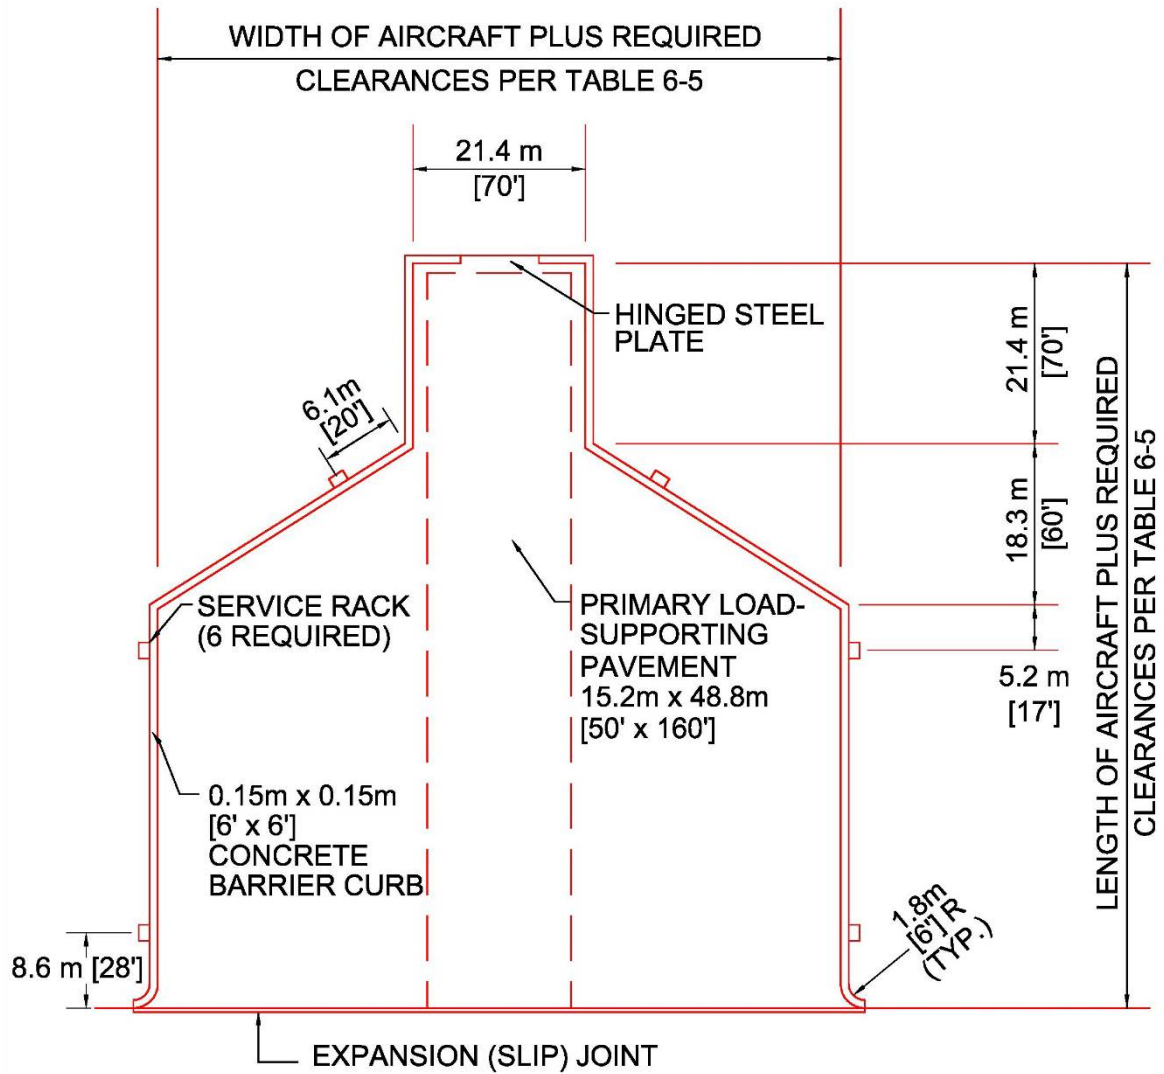 WIDTH OF AIRCRAFT PLUS REQUIRED
CLEARANCES PER TABLE 6-5
21.4 m
[70']
HINGED STEEL
PLATE
6.1m
[20']
21.4 m
[70']
18.3 m
[60']
5.2 m
[17']
LENGTH OF AIRCRAFT PLUS REQUIRED
CLEARANCES PER TABLE 6-5
SERVICE RACK
(6 REQUIRED)
PRIMARY LOAD-
SUPPORTING
PAVEMENT
15.2m x 48.8m
[50' x 160']
0.15m x 0.15m
[6' x 6']
CONCRETE
BARRIER CURB
8.6 m [28']
1.8m
[6'] R
(TYP.)
EXPANSION (SLIP) JOINT